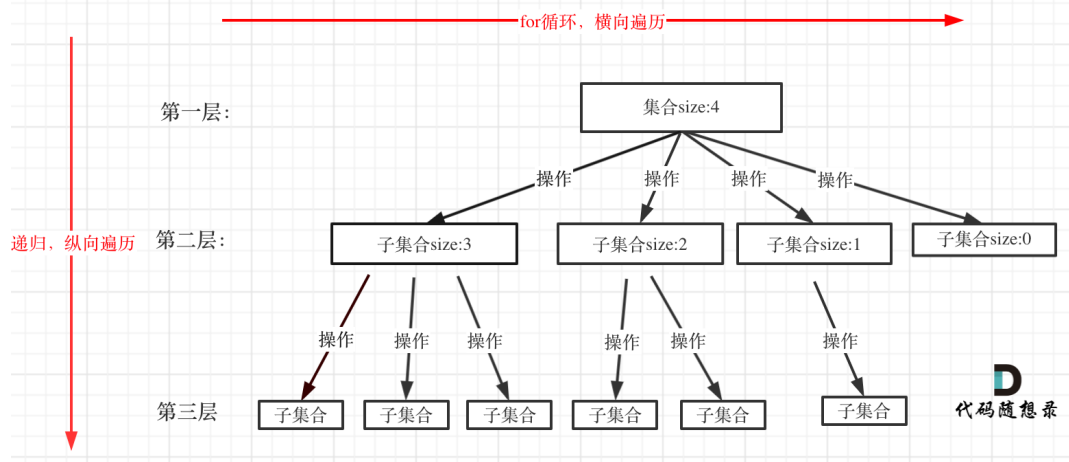 for循环，横向遍历
第一层：
集合size:4
操作
操作
操作
操作
递归，纵向遍历
第二层：
子集合size:3
子集合size:2
子集合size:1
子集合size:0
操作
操作
操作
操作
操作
操作
第三层
子集合
子集合
子集合
子集合
子集合
子集合
代码随想录